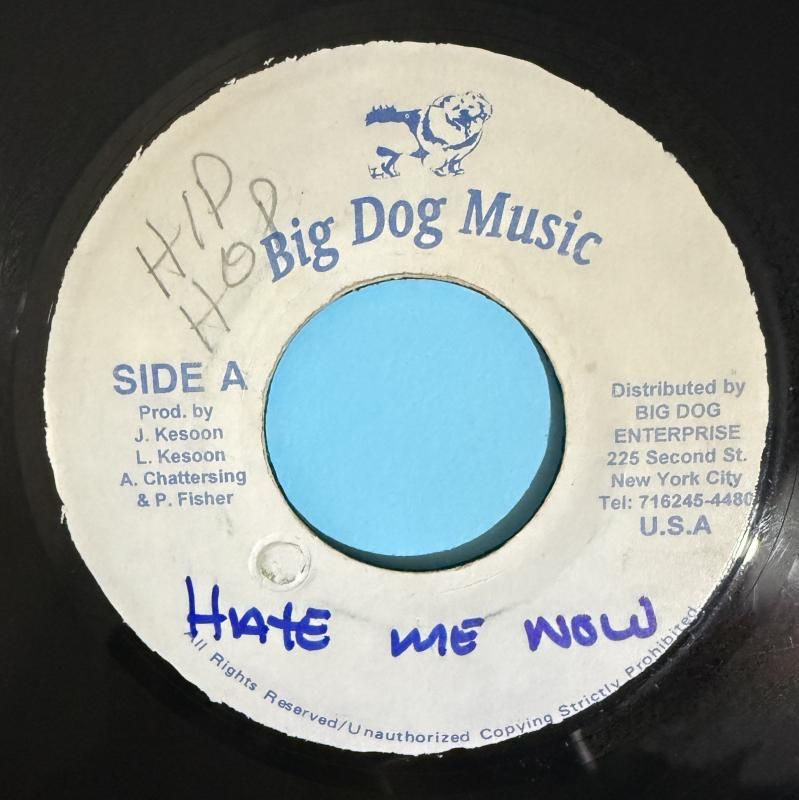 HIP
HOP
Big Dog Music
SIDE A
Prod. by
J. Kesoon
L. Kesoon
A. Chattersing
& P. Fisher
Distributed by
BIG DOG
ENTERPRISE
225 Second St.
New York City
Tel: 716245-4480
U.S.A
HATE ME NOW
All Rights Reserved/Unauthorized Copying Strictly Prohibited